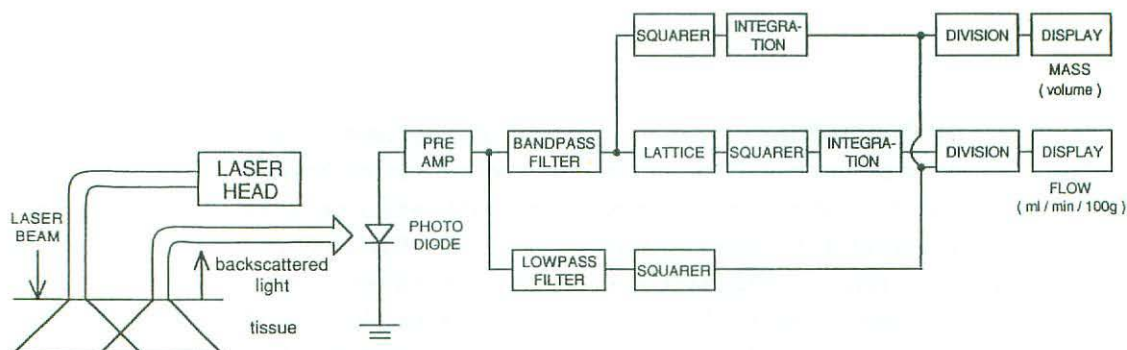 SQUARER
INTEGRA-
TION
DIVISION
DISPLAY
MASS
( volume )
PRE
AMP
BANDPASS
FILTER
LATTICE
SQUARER
INTEGRA-
TION
DIVISION
DISPLAY
FLOW
( ml / min / 100g )
LASER
HEAD
LASER
BEAM
PHOTO
DIODE
backscattered
light
LOWPASS
FILTER
SQUARER
tissue